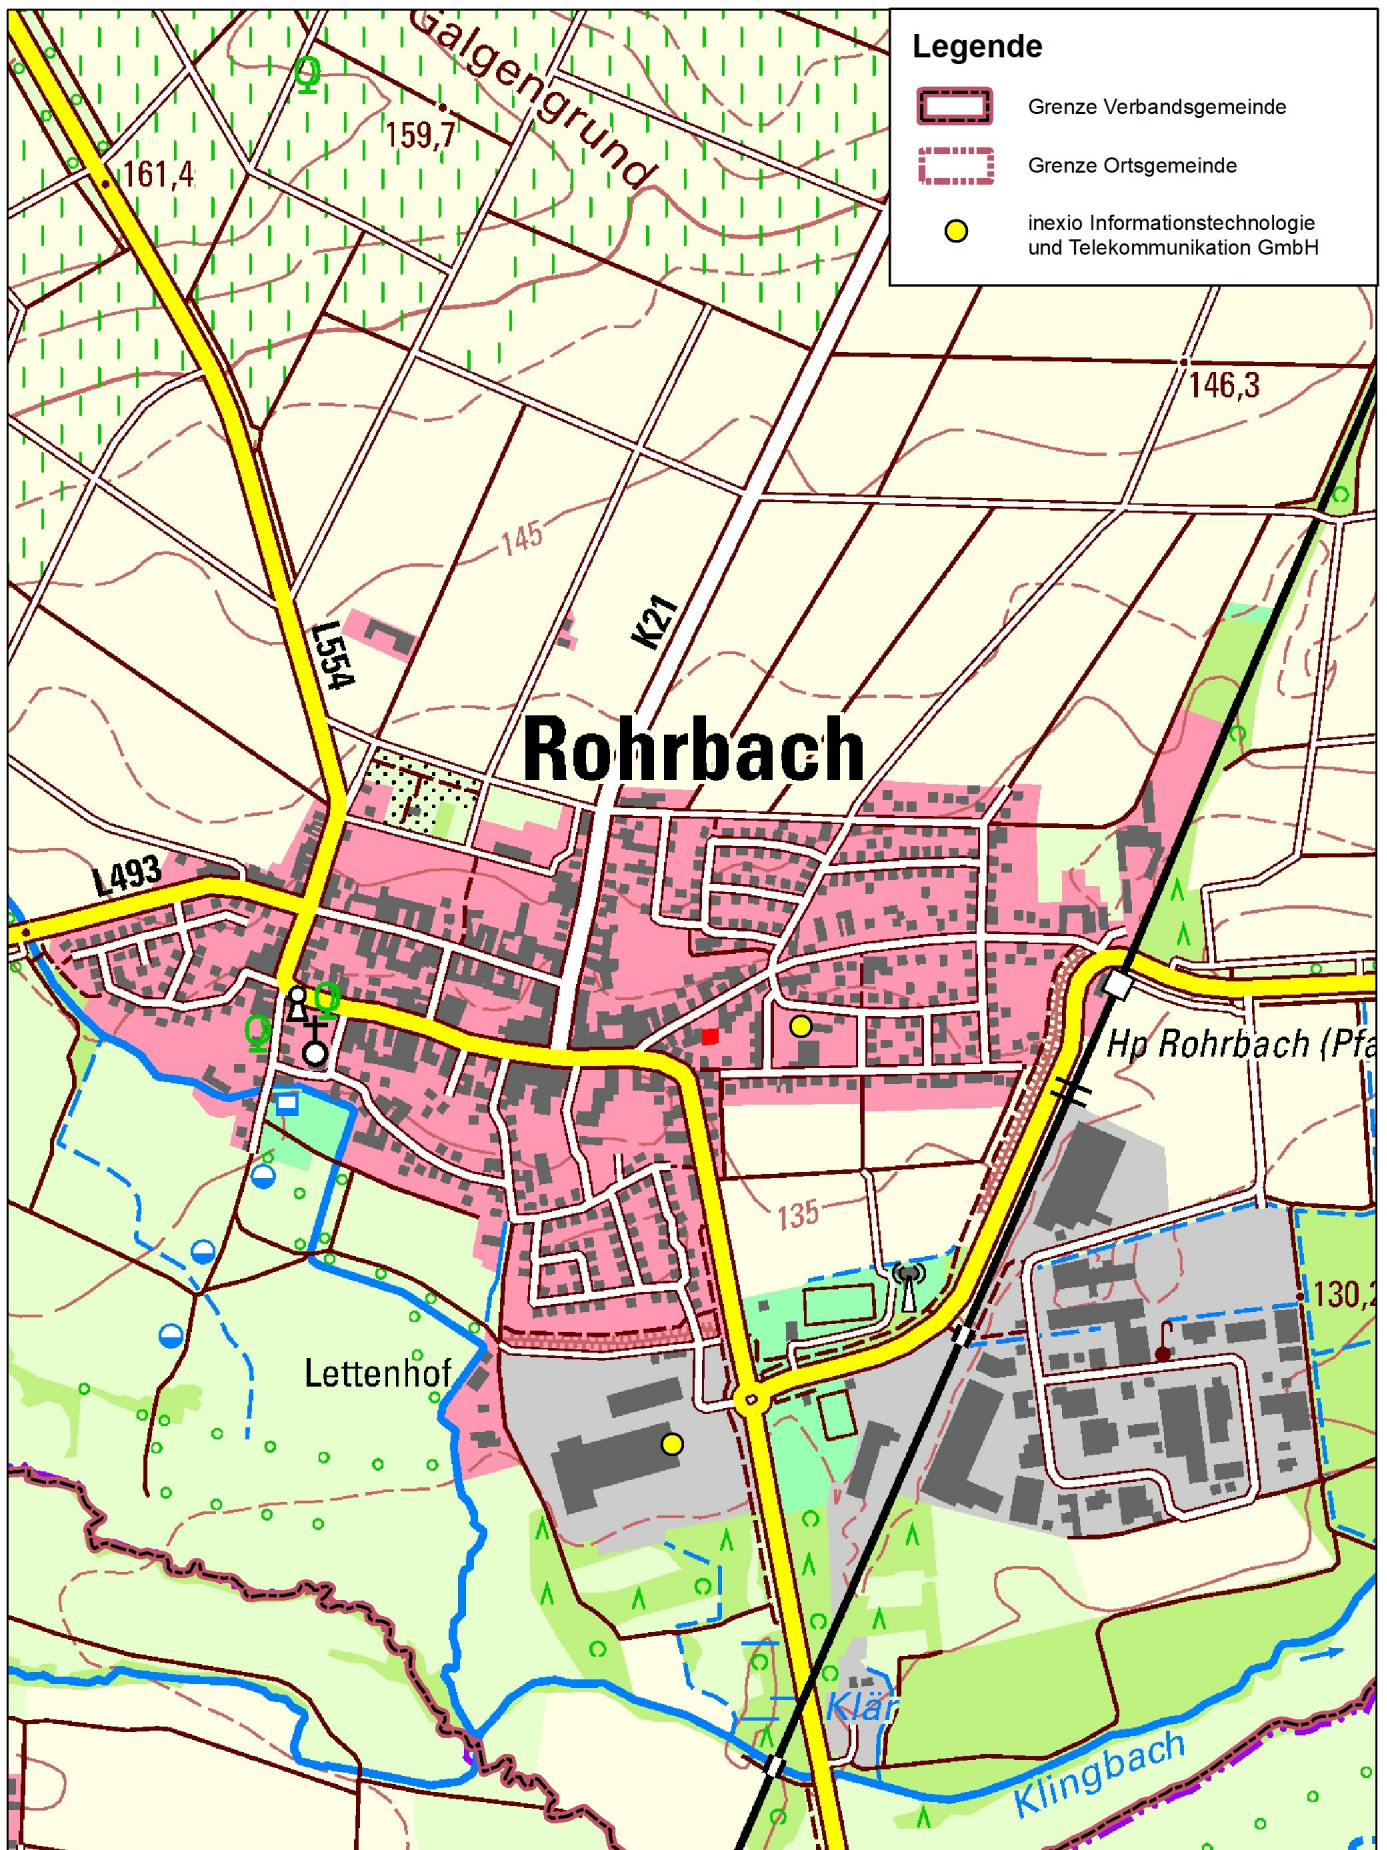 Legende
Grenze Verbandsgemeinde
Grenze Ortsgemeinde
inexio Informationstechnologie
und Telekommunikation GmbH
Galgengrund
159,7
161,4
146,3
145
K21
L554
Rohrbach
L493
Hp Rohrbach (Pfa
135
130,2
Lettenhof
Klär
Klingbach